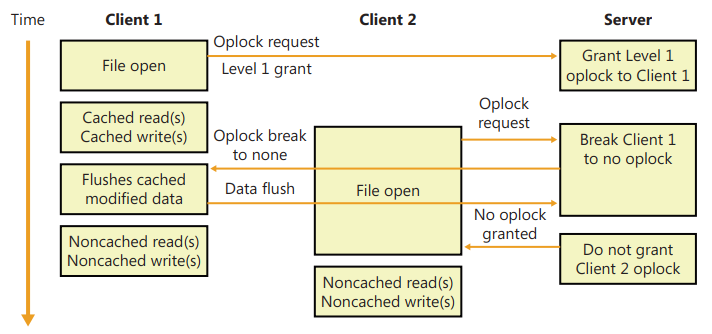 Time
Client 1
Client 2
Server
Oplock request
File open
Level 1 grant
Grant Level 1
oplock to Client 1
Cached read(s)
Cached write(s)
Oplock
request
Oplock break
to none
Break Client 1
to no oplock
Flushes cached
modified data
Data flush
File open
No oplock
granted
Noncached read(s)
Noncached write(s)
Do not grant
Client 2 oplock
Noncached read(s)
Noncached write(s)